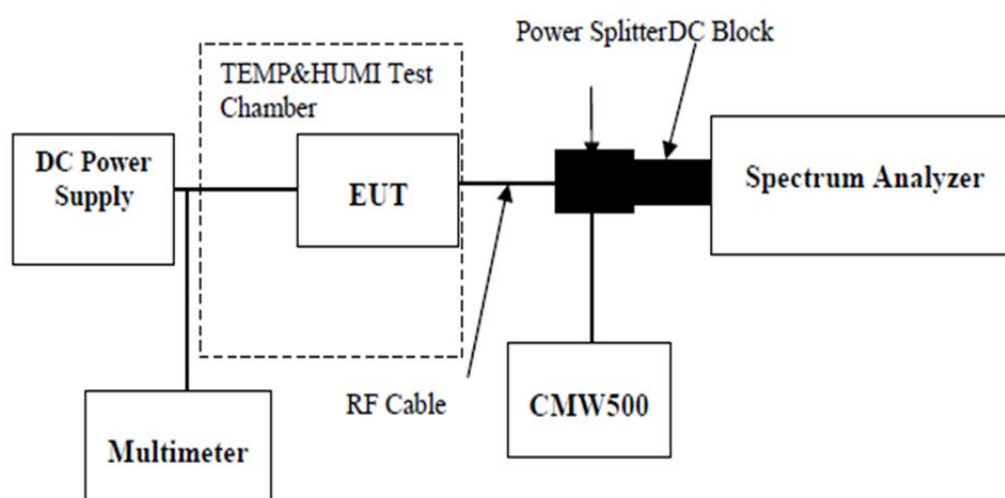 Power SplitterDC Block
TEMP&HUMI Test
Chamber
DC Power
Supply
EUT
Spectrum Analyzer
RF Cable
CMW500
Multimeter